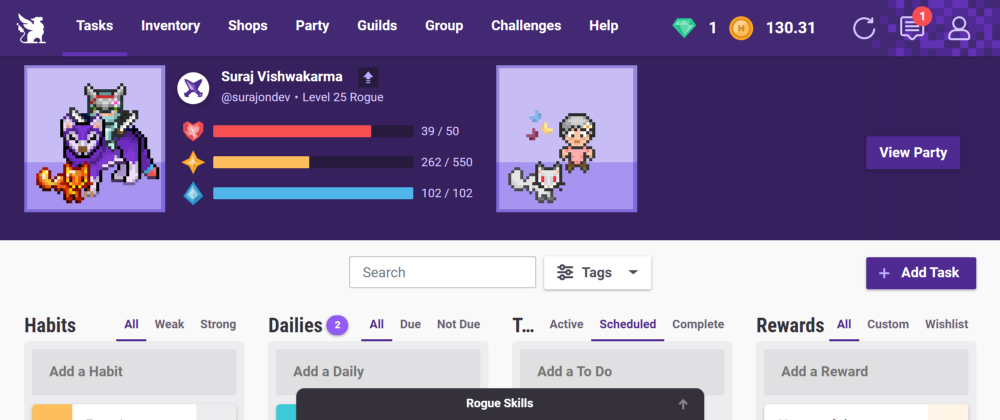 Tasks Inventory Shops Party Guilds Group Challenges Help 1 H 130.31 1
Suraj Vishwakarma
@surajondev • Level 25 Rogue
39 / 50
262 / 550
102 / 102
View Party
Search Tags + Add Task
Habits All Weak Strong
Dailies 2 All Due Not Due
T... Active Scheduled Complete
Rewards All Custom Wishlist
Add a Habit
Add a Daily
Add a To Do
Add a Reward
Rogue Skills